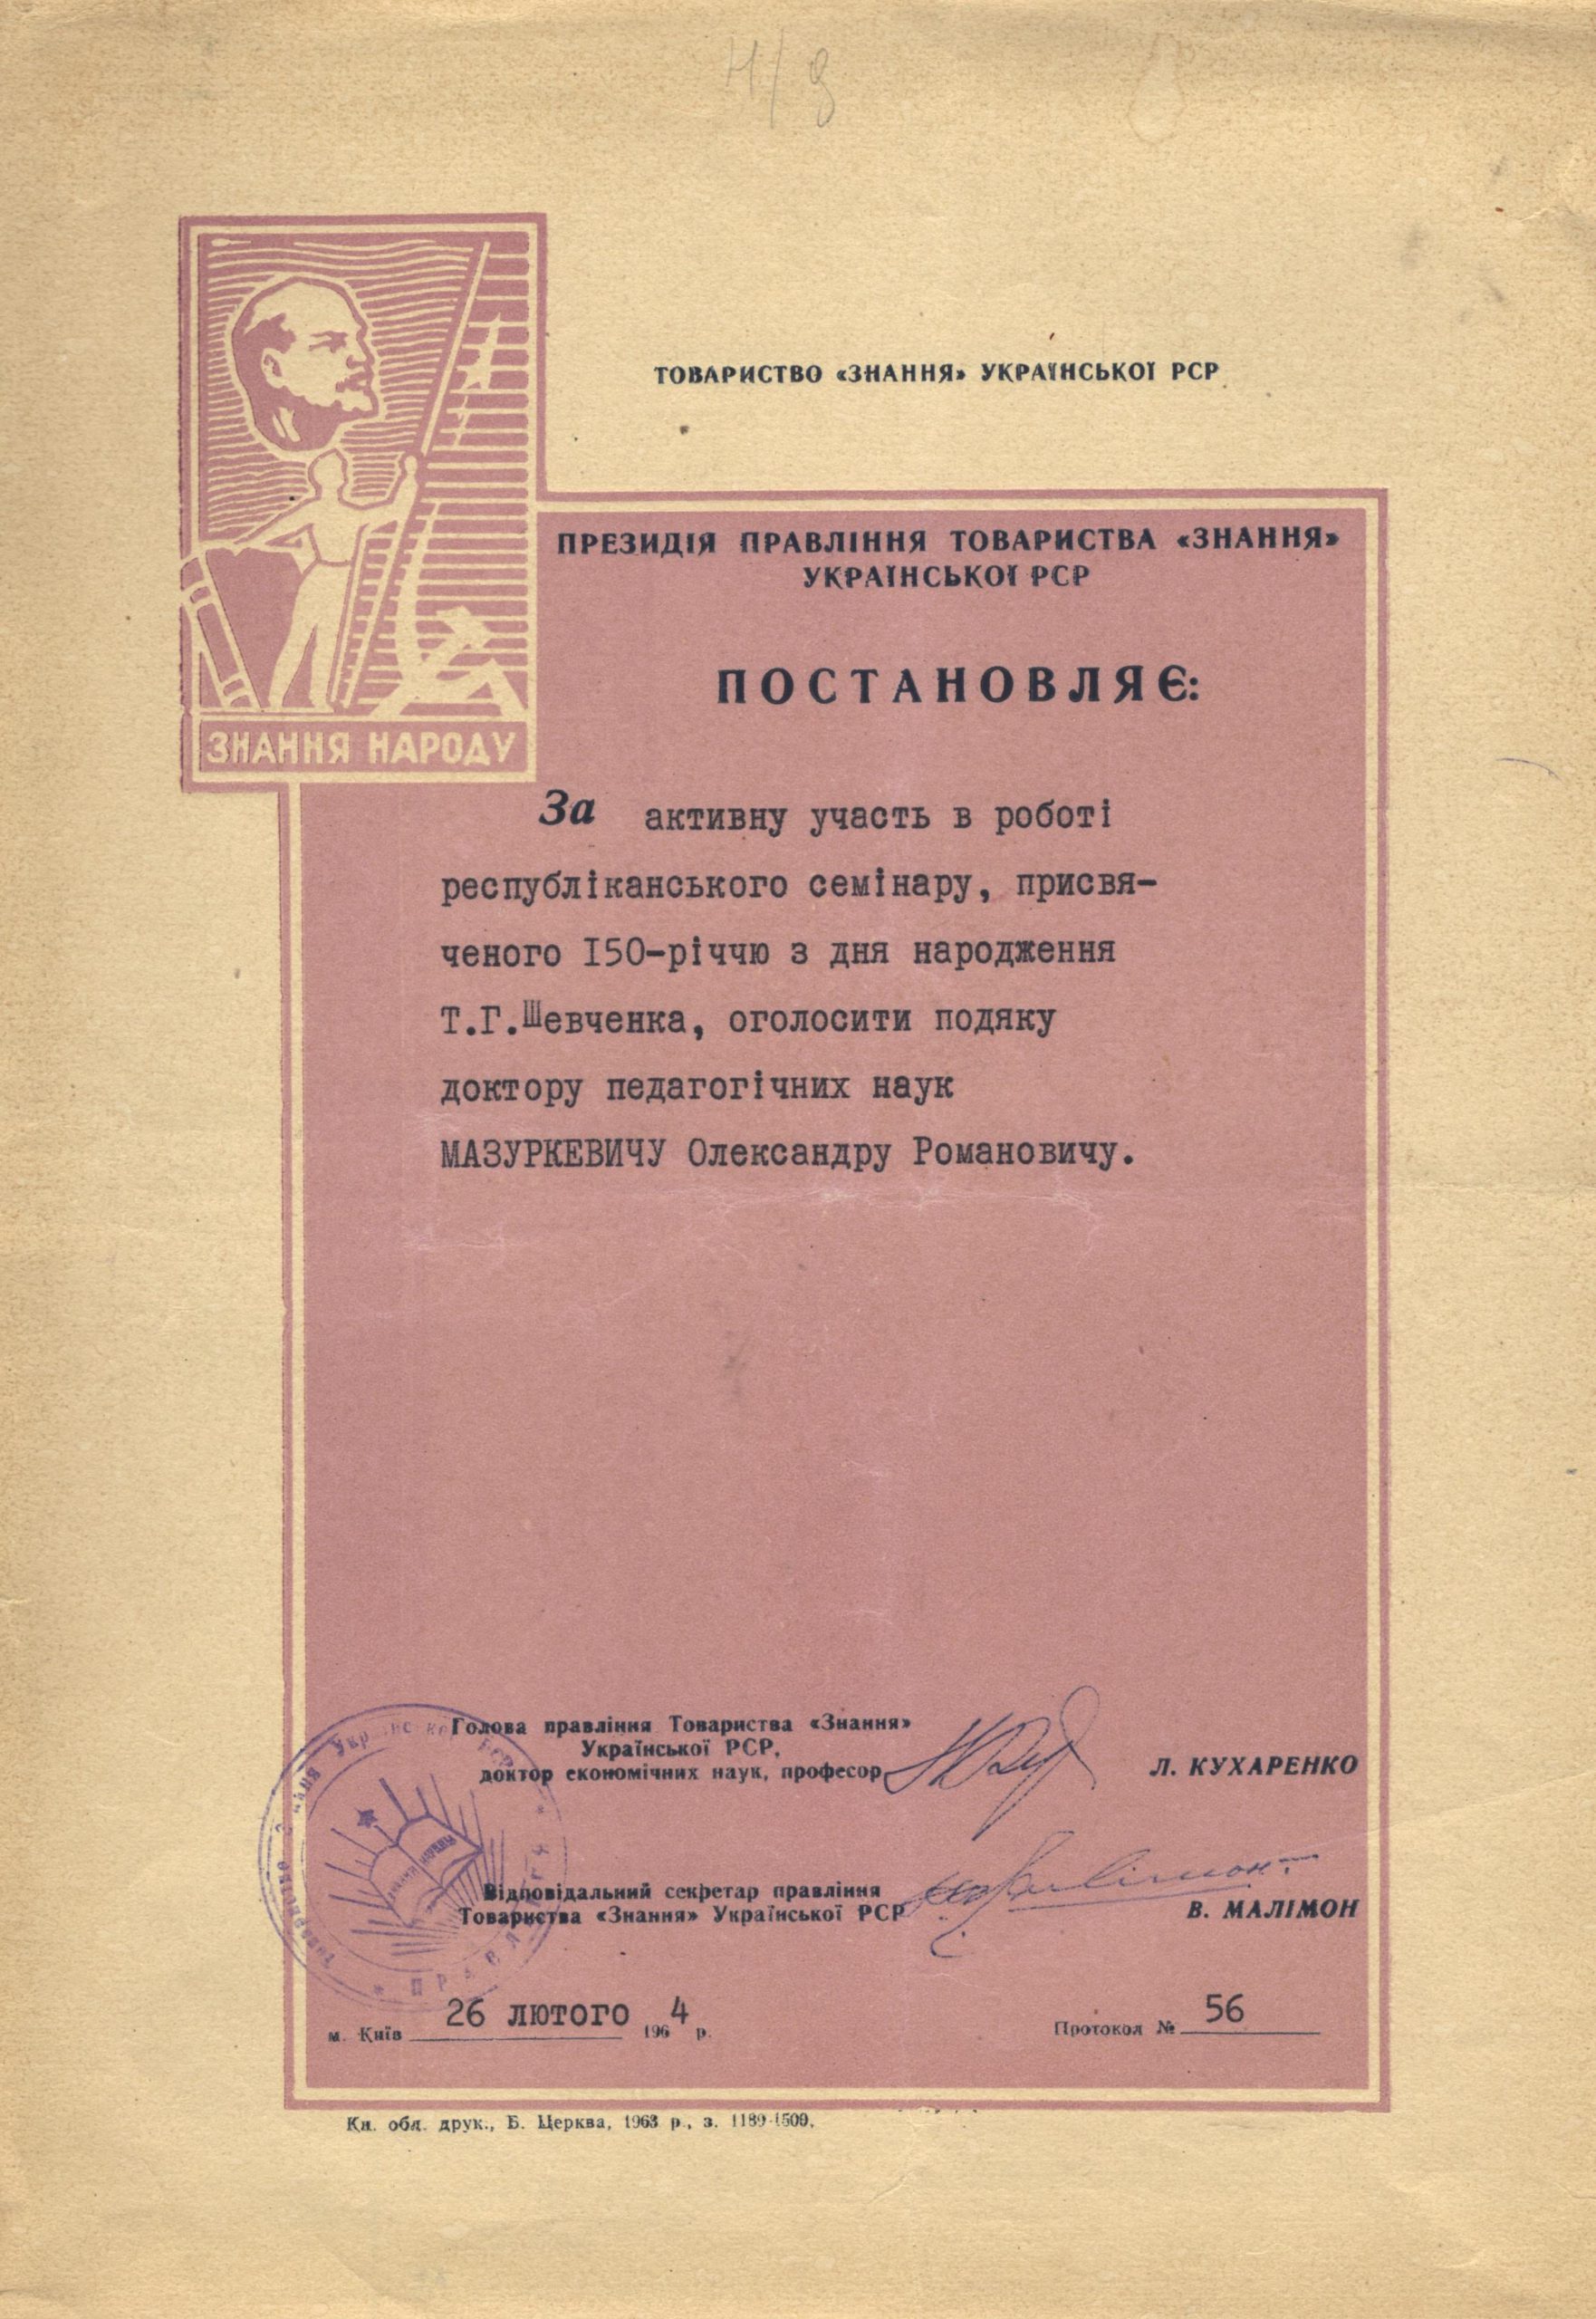 Н/д
ТОВАРИСТВО «ЗНАННЯ» УКРАЇНСЬКОЇ РСР
ЗНАННЯ НАРОДУ
ПРЕЗИДІЯ ПРАВЛІННЯ ТОВАРИСТВА «ЗНАННЯ»
УКРАЇНСЬКОЇ РСР
ПОСТАНОВЛЯЄ:
За активну участь в роботі
республіканського семінару, присвя-
ченого I50-річчю з дня народження
Т.Г.Шевченка, оголосити подяку
доктору педагогічних наук
МАЗУРКЕВИЧУ Олександру Романовичу.
Голова правління Товариства «Знання»
Української РСР,
доктор економічних наук, професор
Л. КУХАРЕНКО
Відповідальний секретар правління
Товариства «Знання» Української РСР
В. МАЛІМОН
м. Київ 26 лютого 1964 р.
Протокол № 56
Кн. обл. друк., Б. Церква, 1963 р., з. 1189-1500.